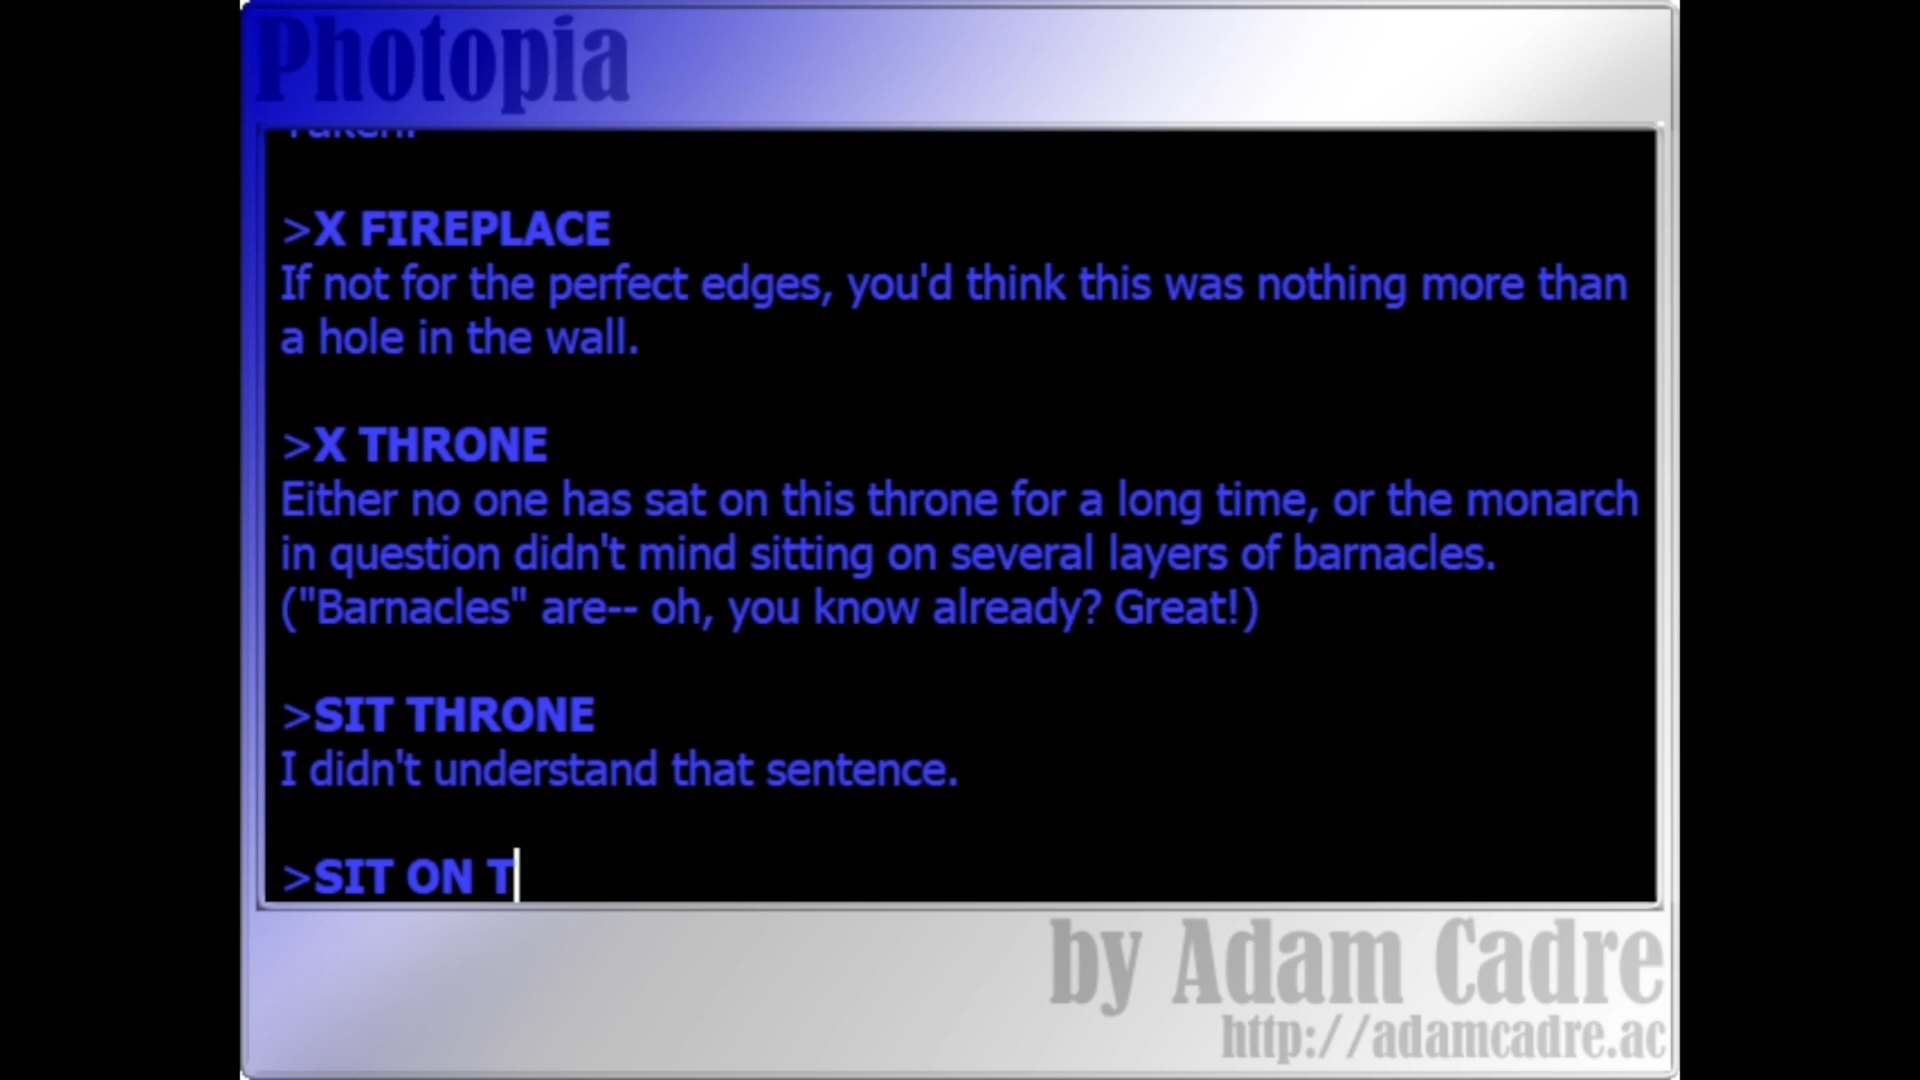 Photopia
>X FIREPLACE
If not for the perfect edges, you'd think this was nothing more than
a hole in the wall.
>X THRONE
Either no one has sat on this throne for a long time, or the monarch
in question didn't mind sitting on several layers of barnacles.
("Barnacles" are-- oh, you know already? Great!)
>SIT THRONE
I didn't understand that sentence.
>SIT ON T
by Adam Cadre
http://adamcadre.ac